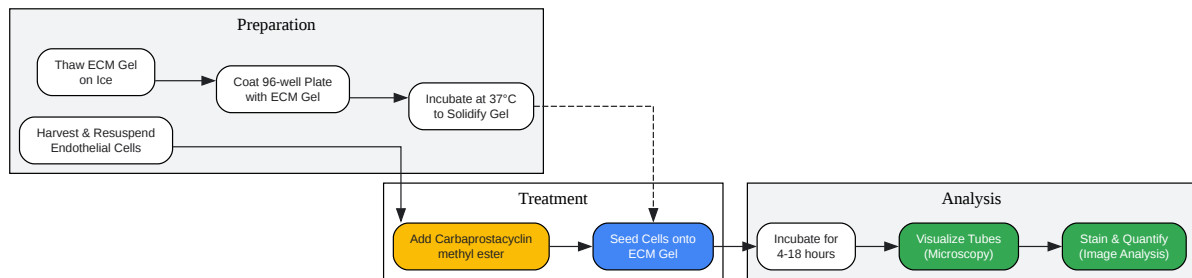 Preparation
Thaw ECM Gel
on Ice
Coat 96-well Plate
with ECM Gel
Incubate at 37°C
to Solidify Gel
Harvest & Resuspend
Endothelial Cells
Treatment
Add Carbaprostacyclin
methyl ester
Seed Cells onto
ECM Gel
Analysis
Incubate for
4-18 hours
Visualize Tubes
(Microscopy)
Stain & Quantify
(Image Analysis)